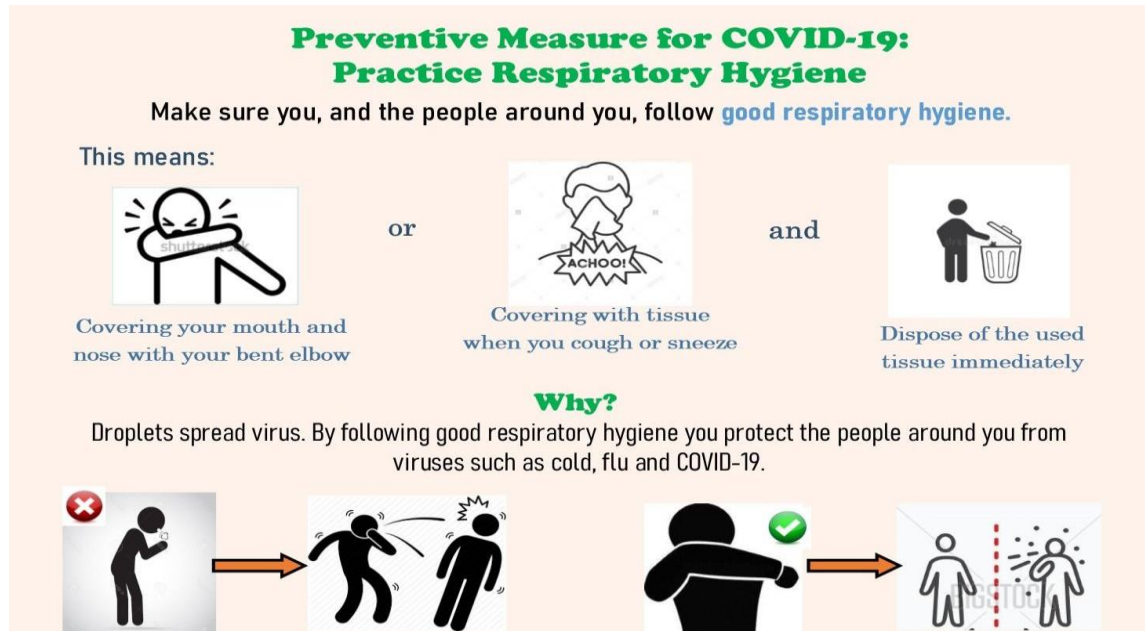 Preventive Measure for COVID-19:
Practice Respiratory Hygiene
Make sure you, and the people around you, follow good respiratory hygiene.
This means:
shutterstock
or
ACHOO!
and
Covering your mouth and
nose with your bent elbow
Covering with tissue
when you cough or sneeze
Dispose of the used
tissue immediately
Why?
Droplets spread virus. By following good respiratory hygiene you protect the people around you from
viruses such as cold, flu and COVID-19.
BIGSTOCK